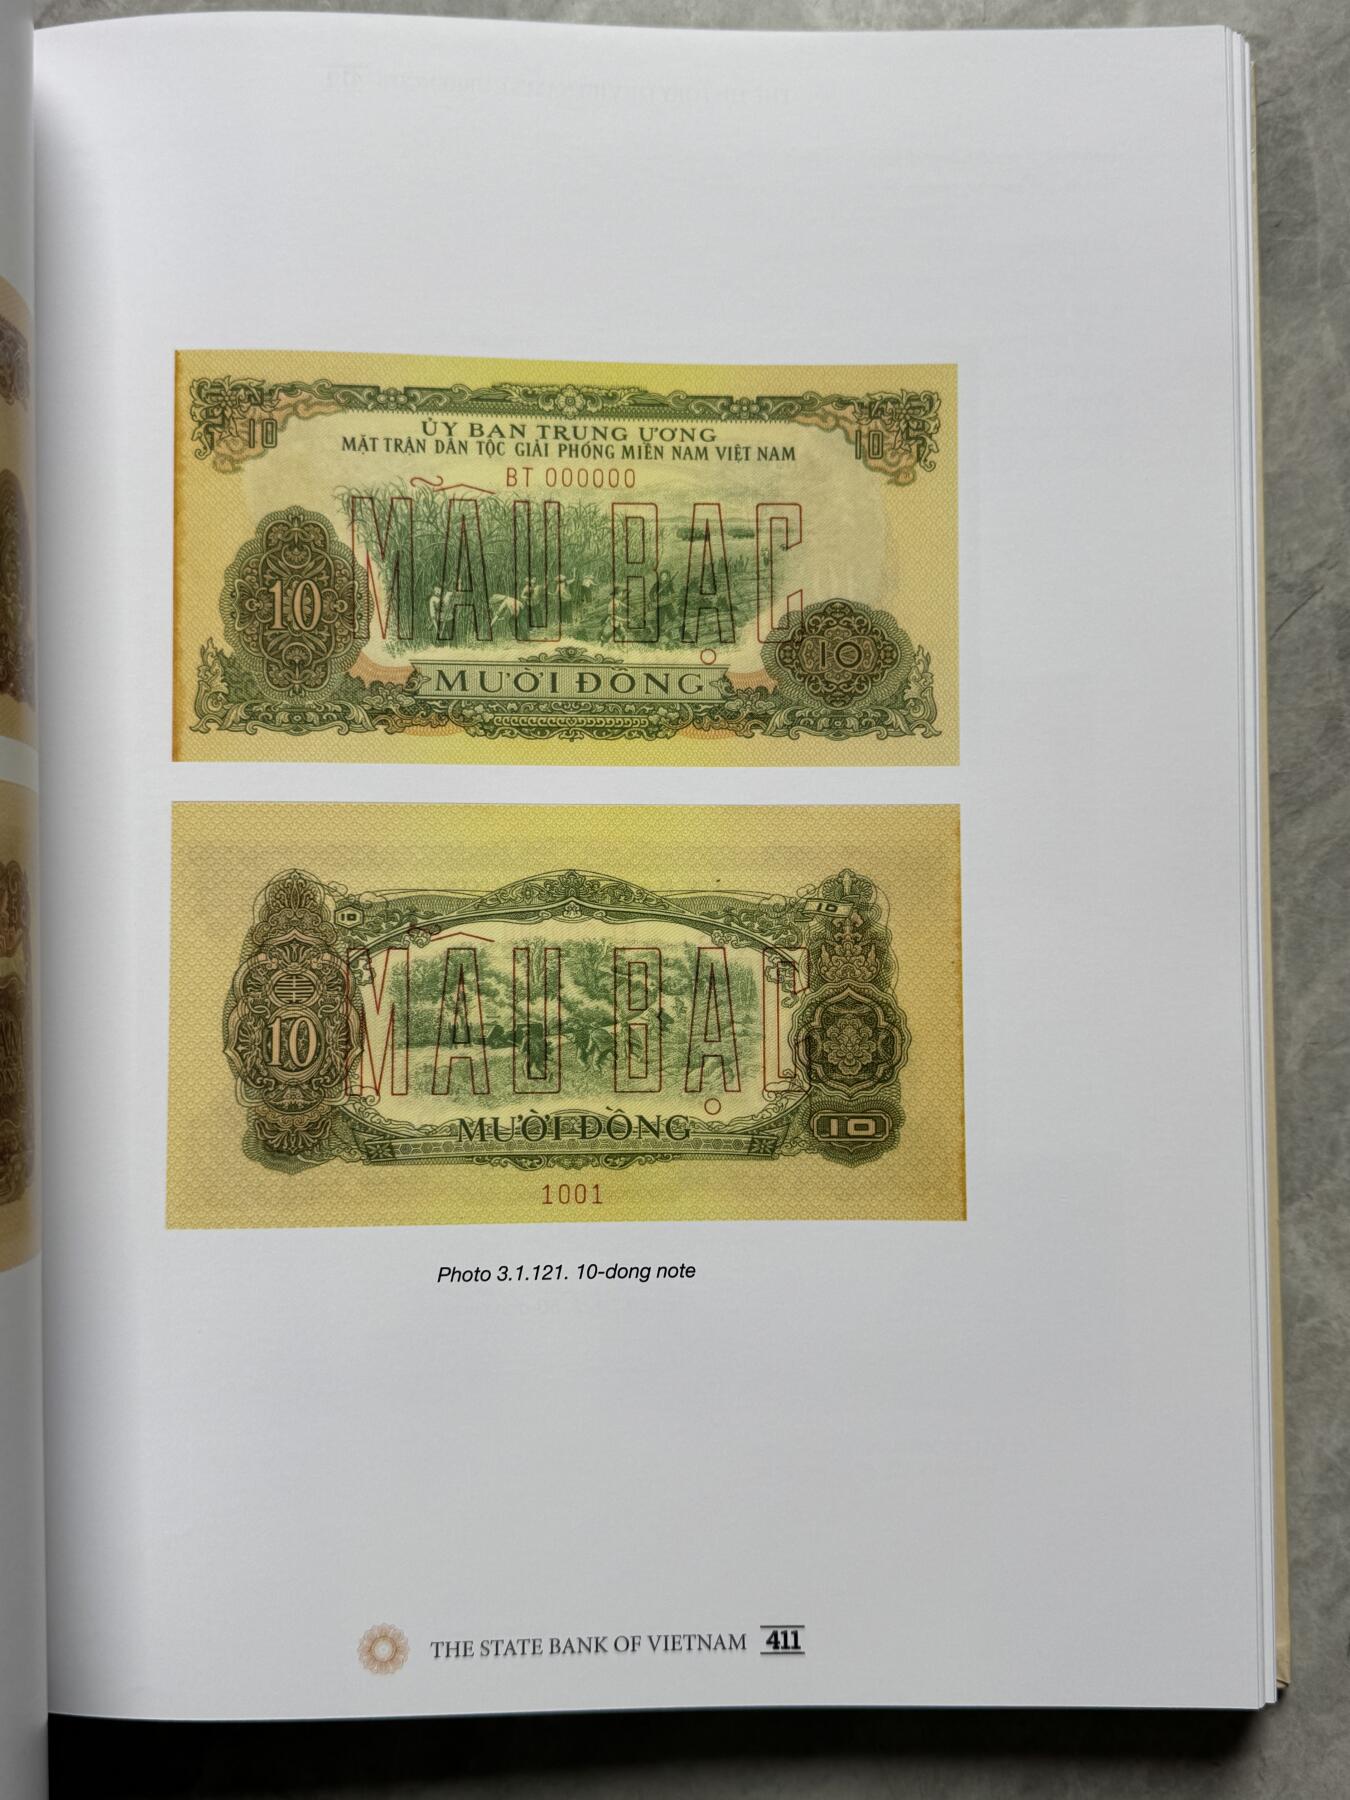 10
10
ỦY BAN TRUNG ƯƠNG
MẶT TRẬN DÂN TỘC GIẢI PHÓNG MIỀN NAM VIỆT NAM
BT 000000
MẪU BẠC
10
10
MƯỜI ĐỒNG
10
10
MẪU BẠC
10
MƯỜI ĐỒNG
10
1001
Photo 3.1.121. 10-dong note
THE STATE BANK OF VIETNAM 411